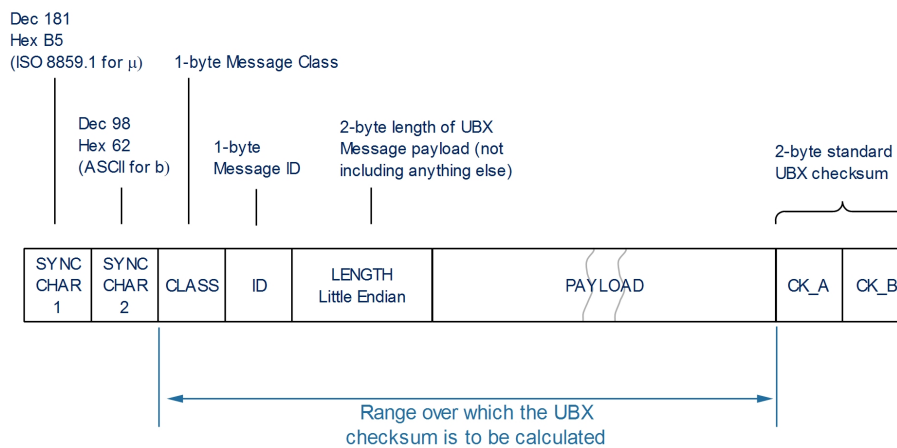 Dec 181
Hex B5
(ISO 8859.1 for μ)
1-byte Message Class
Dec 98
Hex 62
(ASCII for b)
1-byte
Message ID
2-byte length of UBX
Message payload (not
including anything else)
2-byte standard
UBX checksum
SYNC
CHAR
1
SYNC
CHAR
2
CLASS
ID
LENGTH
Little Endian
PAYLOAD
CK_A
CK_B
Range over which the UBX
checksum is to be calculated